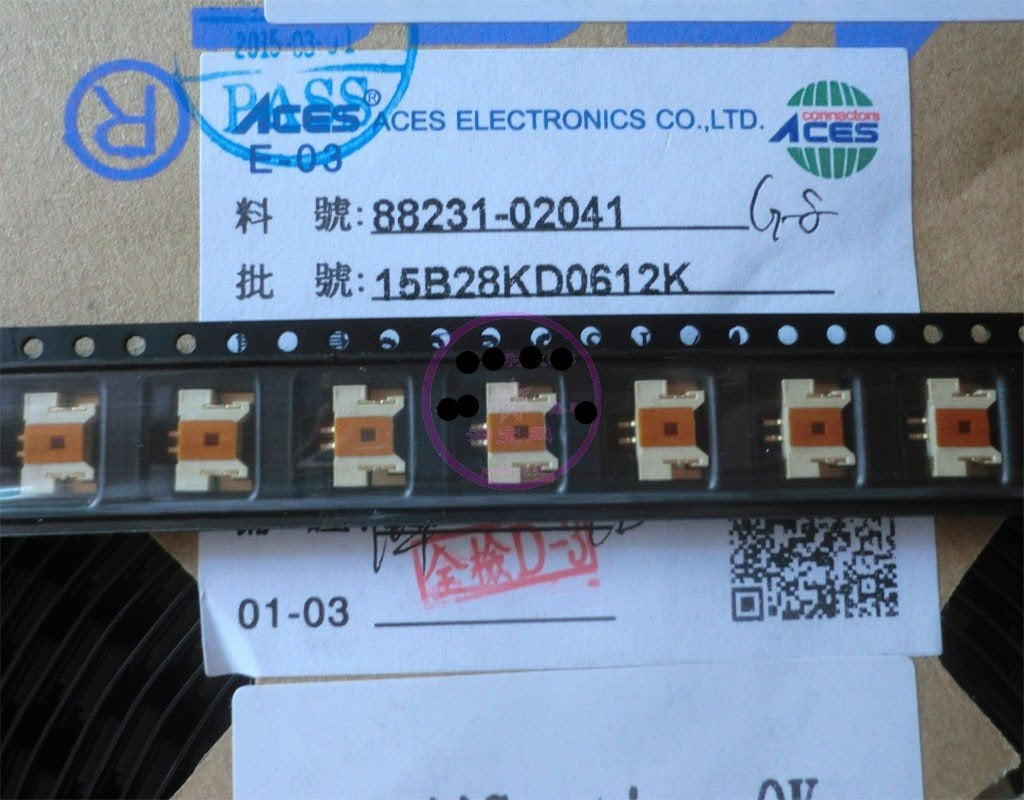 2015-03-01
PASS
ACES® ACES ELECTRONICS CO.,LTD.
connectors
ACES
E-03
料 號: 88231-02041 G-8
批 號: 15B28KD0612K
全檢D-3
01-03
R